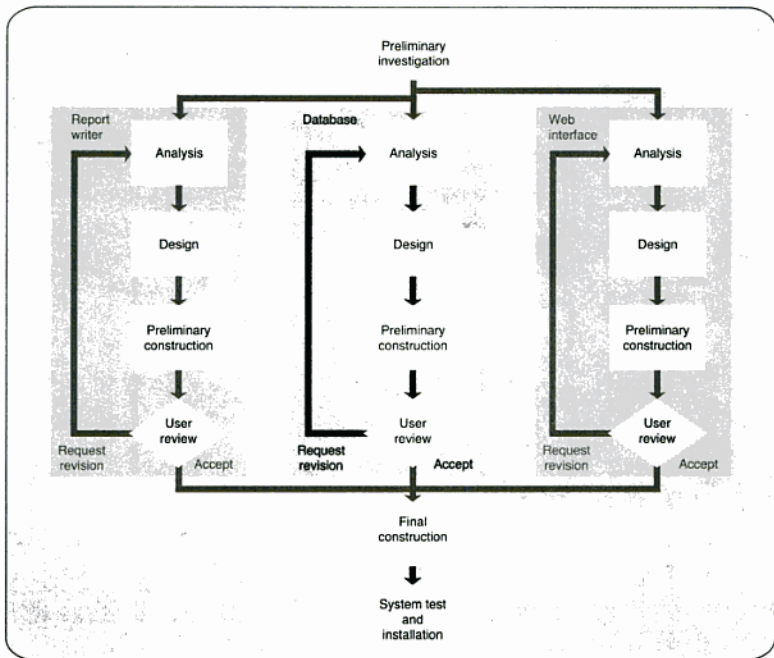 Preliminary
investigation
Report
writer
Analysis
Design
Preliminary
construction
User
review
Request
revision
Accept
Database
Analysis
Design
Preliminary
construction
User
review
Request
revision
Accept
Web
interface
Analysis
Design
Preliminary
construction
User
review
Request
revision
Accept
Final
construction
System test
and
installation